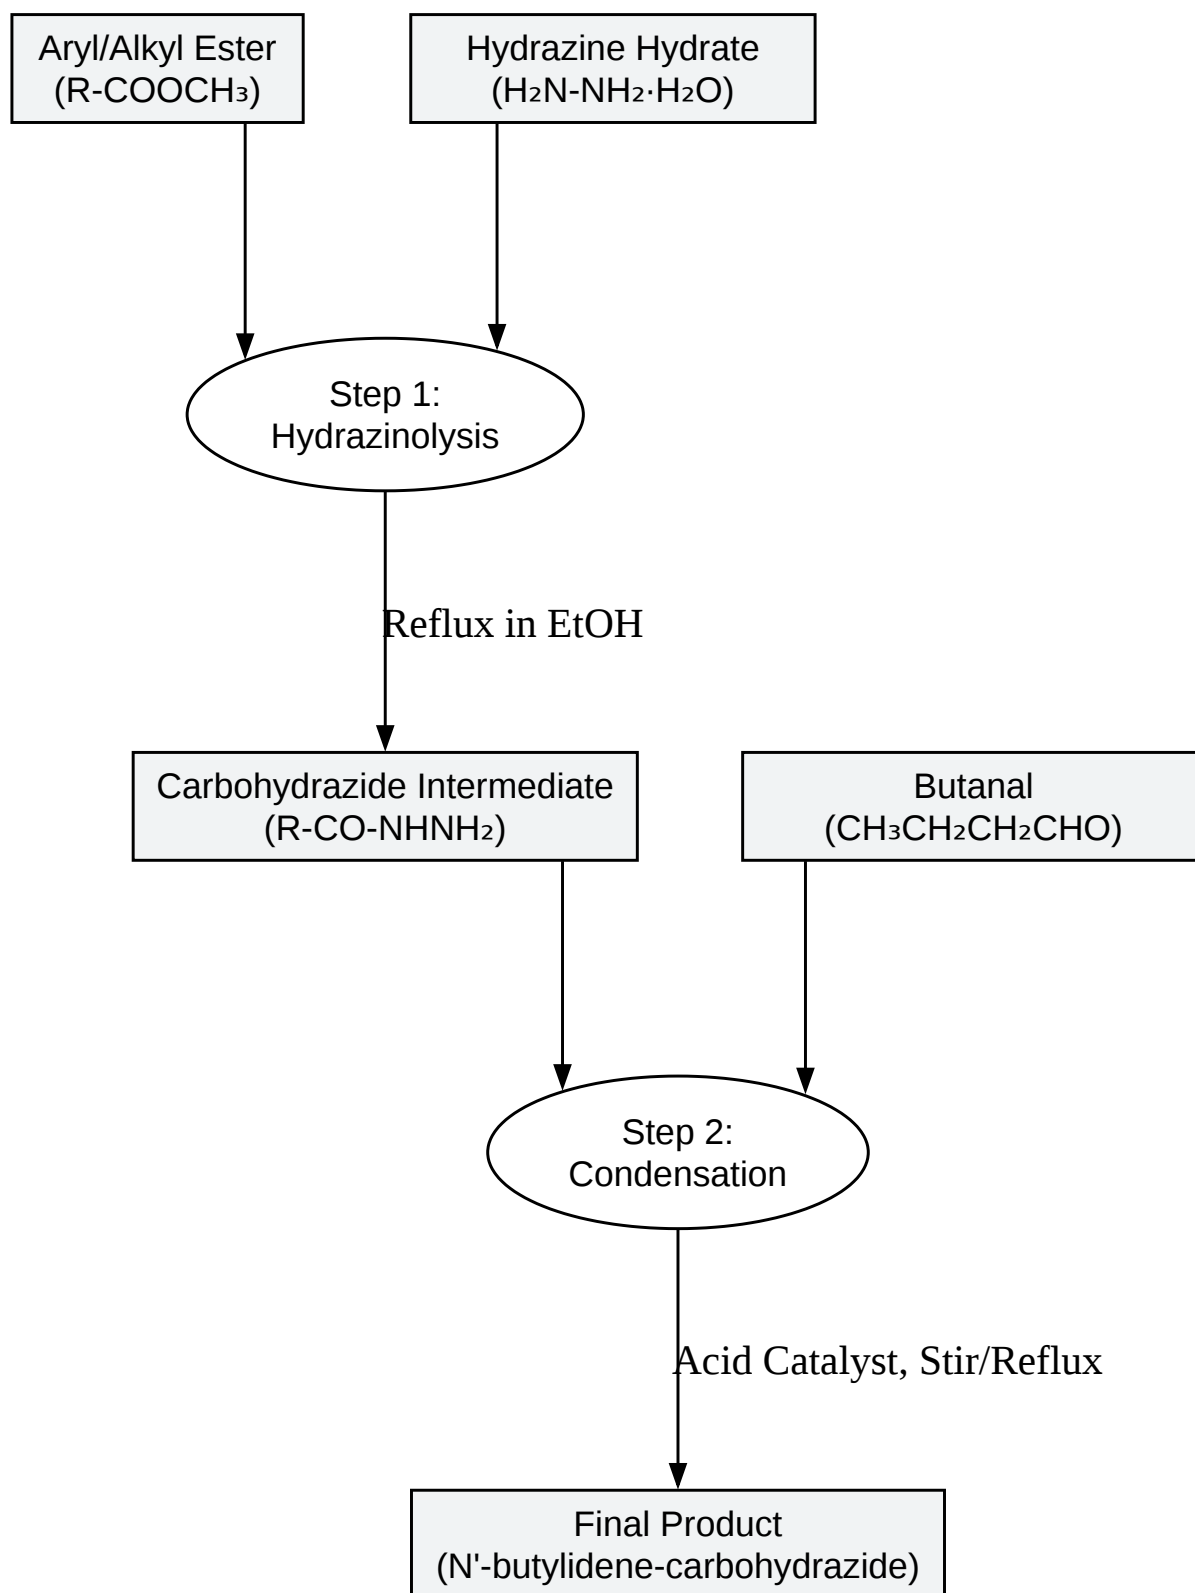 Aryl/Alkyl Ester
(R-COOCH₃)
Hydrazine Hydrate
(H₂N-NH₂·H₂O)
Step 1:
Hydrazinolysis
Reflux in EtOH
Carbohydrazide Intermediate
(R-CO-NHNH₂)
Butanal
(CH₃CH₂CH₂CHO)
Step 2:
Condensation
Acid Catalyst, Stir/Reflux
Final Product
(N'-butylidene-carbohydrazide)